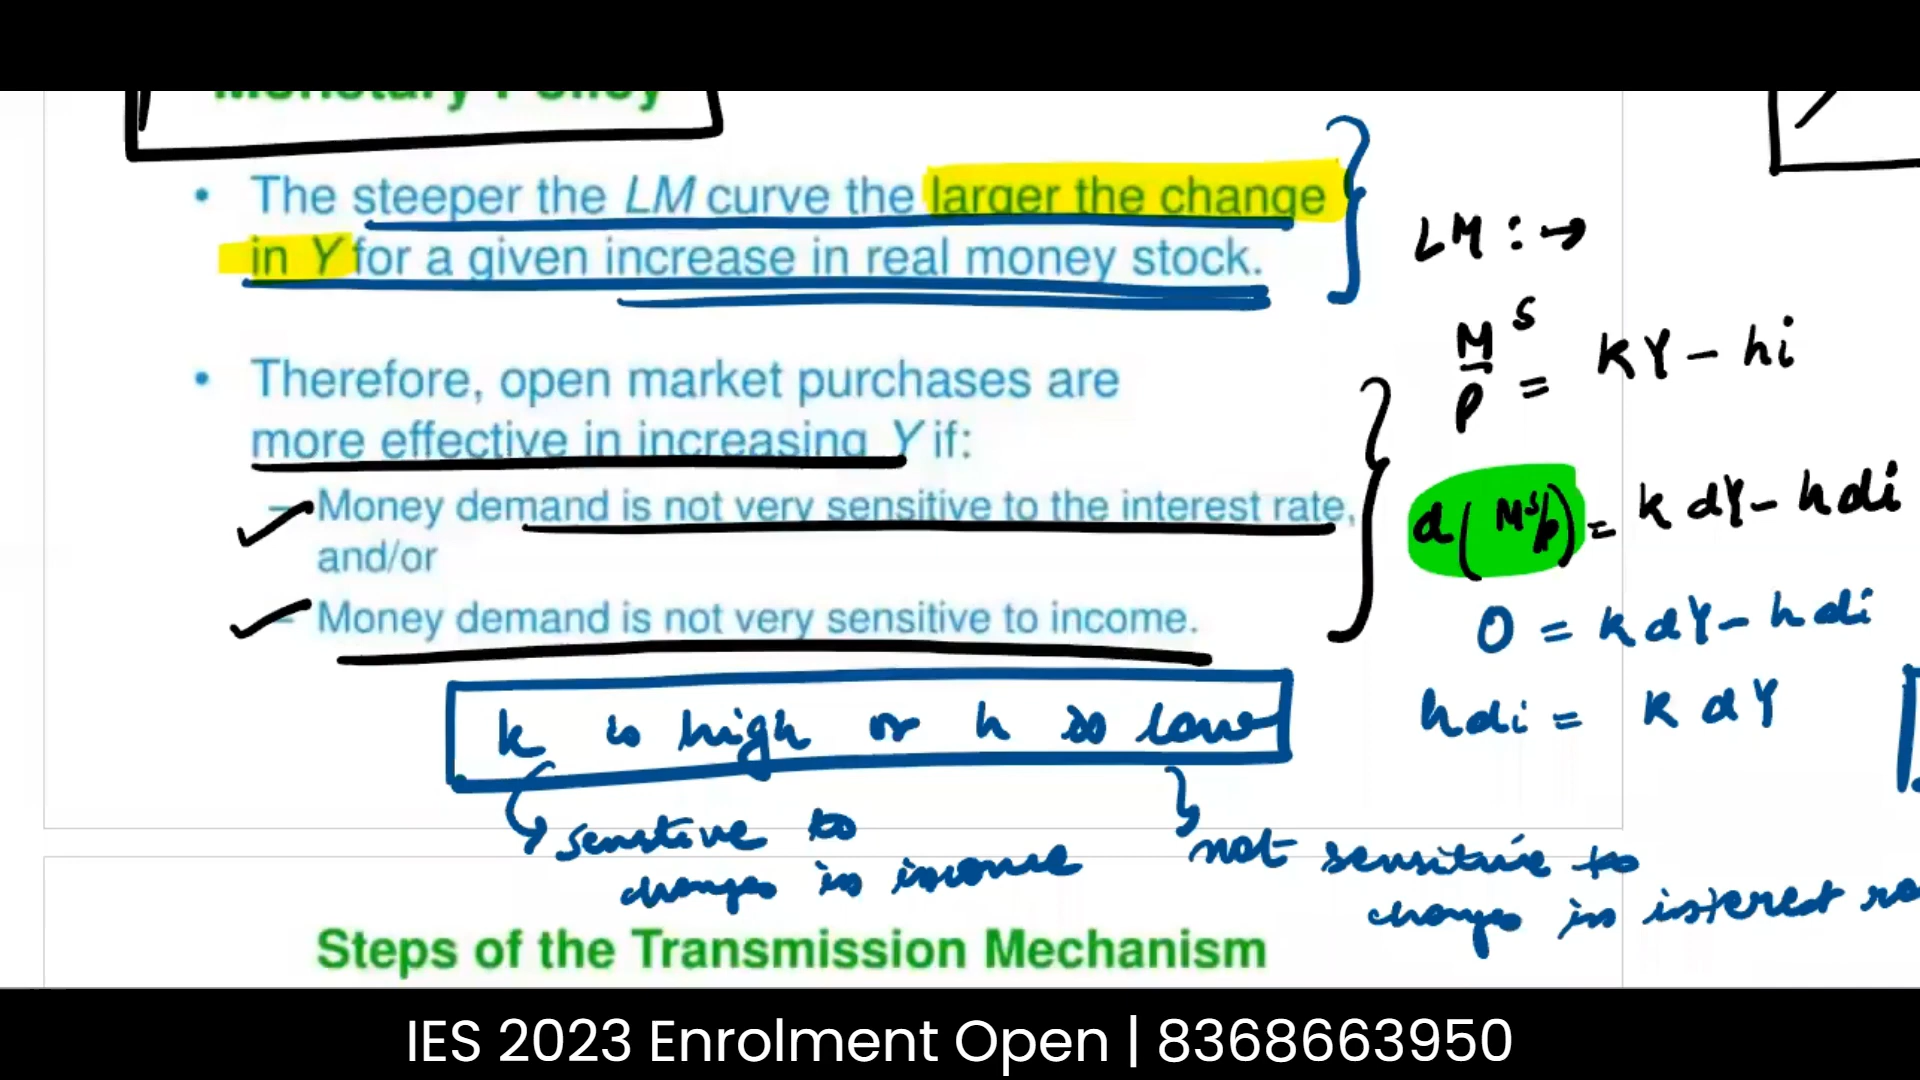 Monetary Policy
• The steeper the LM curve the larger the change
in Y for a given increase in real money stock.
• Therefore, open market purchases are
more effective in increasing Y if:
– Money demand is not very sensitive to the interest rate,
and/or
– Money demand is not very sensitive to income.
k is high or h is low
sensitive to
changes in income
not sensitive to
changes in interest
LM : →
M^s/P = kY - hi
d(M^s/P) = k dY - h di
0 = k dY - h di
h di = k dY
Steps of the Transmission Mechanism
IES 2023 Enrolment Open | 8368663950